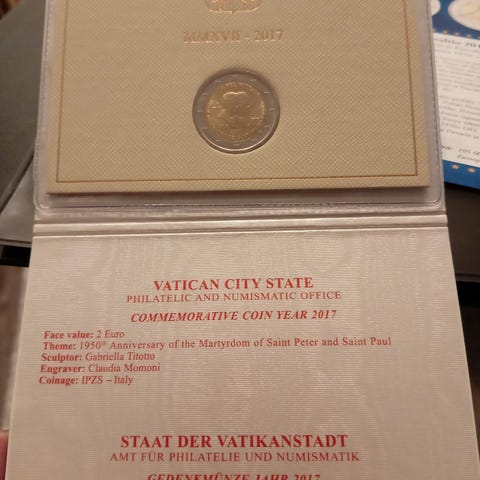 MMXVII - 2017
VATICAN CITY STATE
PHILATELIC AND NUMISMATIC OFFICE
COMMEMORATIVE COIN YEAR 2017
Face value: 2 Euro
Theme: 1950th Anniversary of the Martyrdom of Saint Peter and Saint Paul
Sculptor: Gabriella Titotto
Engraver: Claudia Momoni
Coinage: IPZS – Italy
STAAT DER VATIKANSTADT
AMT FÜR PHILATELIE UND NUMISMATIK
GEDENKMÜNZE JAHR 2017